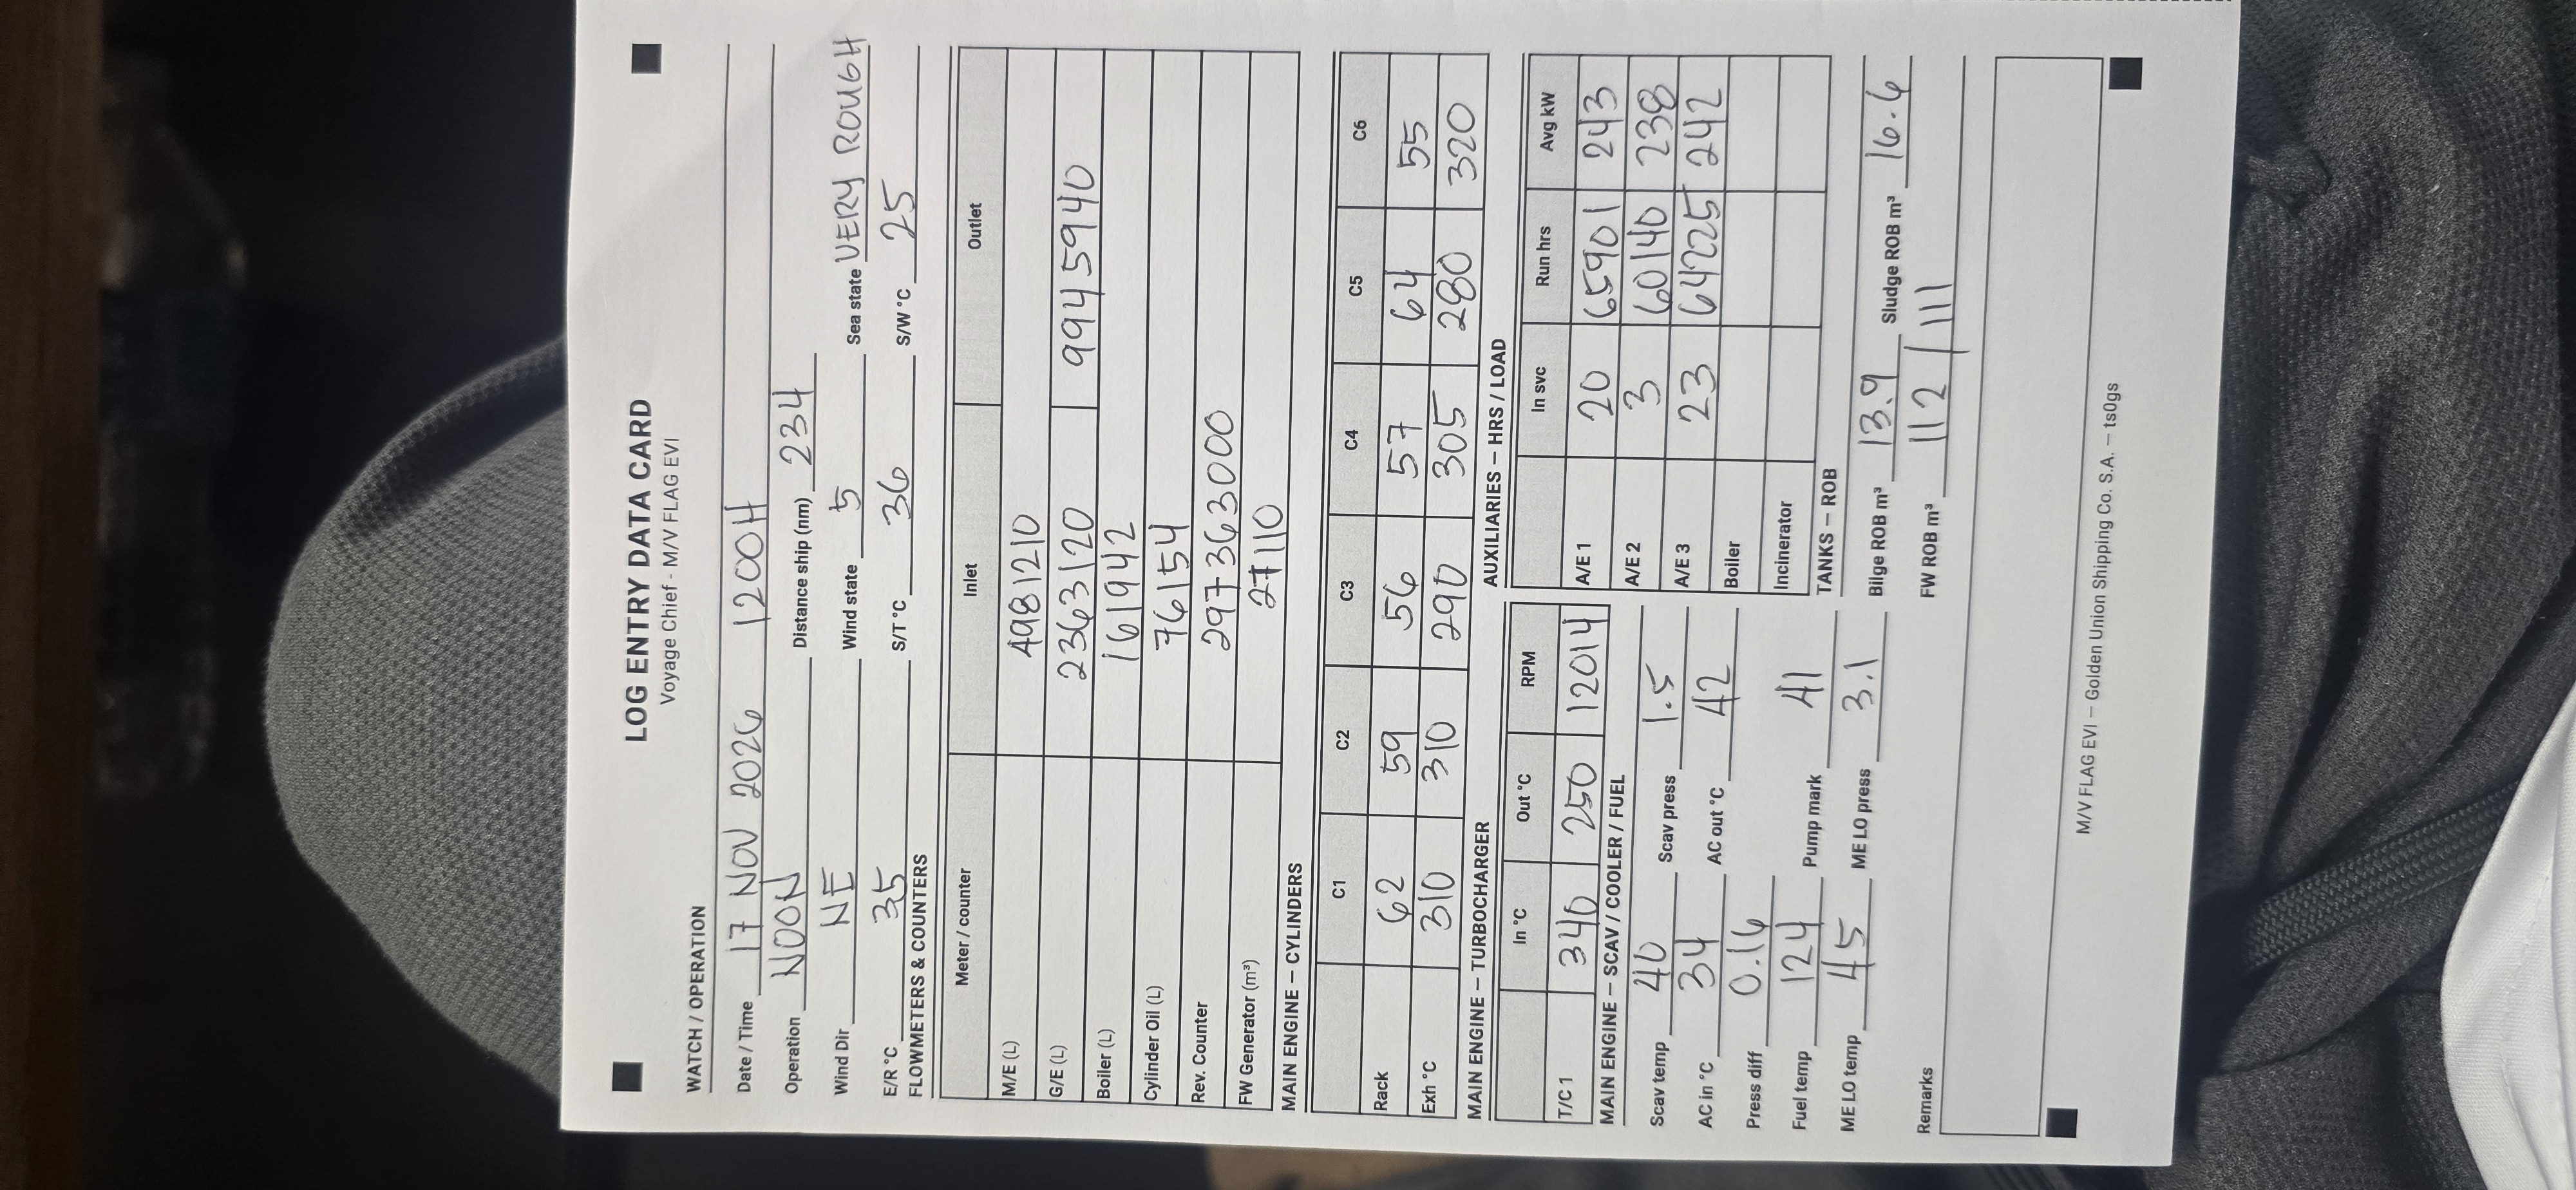 LOG ENTRY DATA CARD
Voyage Chief - M/V FLAG EVI
WATCH / OPERATION
Date / Time 17 NOV 2026 1200H
Operation NOON Distance ship (nm) 234
Wind Dir NE Wind state 5 Sea state VERY ROUGH
E/R °C 35 S/T °C 36 S/W °C 25
FLOWMETERS & COUNTERS
Meter / counter Inlet Outlet
M/E (L) 4981210
G/E (L) 2363120 9945940
Boiler (L) 161942
Cylinder Oil (L) 76154
Rev. Counter 297363000
FW Generator (m³) 27110
MAIN ENGINE – CYLINDERS
C1 C2 C3 C4 C5 C6
Rack 62 59 56 57 64 55
Exh °C 310 310 290 305 280 320
MAIN ENGINE – TURBOCHARGER
In °C Out °C RPM
T/C 1 340 250 12014
MAIN ENGINE – SCAV / COOLER / FUEL
Scav temp 40 Scav press 1.5
AC in °C 34 AC out °C 42
Press diff 0.16
Fuel temp 124 Pump mark 41
ME LO temp 45 ME LO press 3.1
AUXILIARIES – HRS / LOAD
In svc Run hrs Avg kW
A/E 1 20 65901 243
A/E 2 3 60140 238
A/E 3 23 64225 242
Boiler
Incinerator
TANKS – ROB
Bilge ROB m³ 13.9 Sludge ROB m³ 16.6
FW ROB m³ 112 / 111
Remarks
M/V FLAG EVI – Golden Union Shipping Co. S.A. – ts0gs